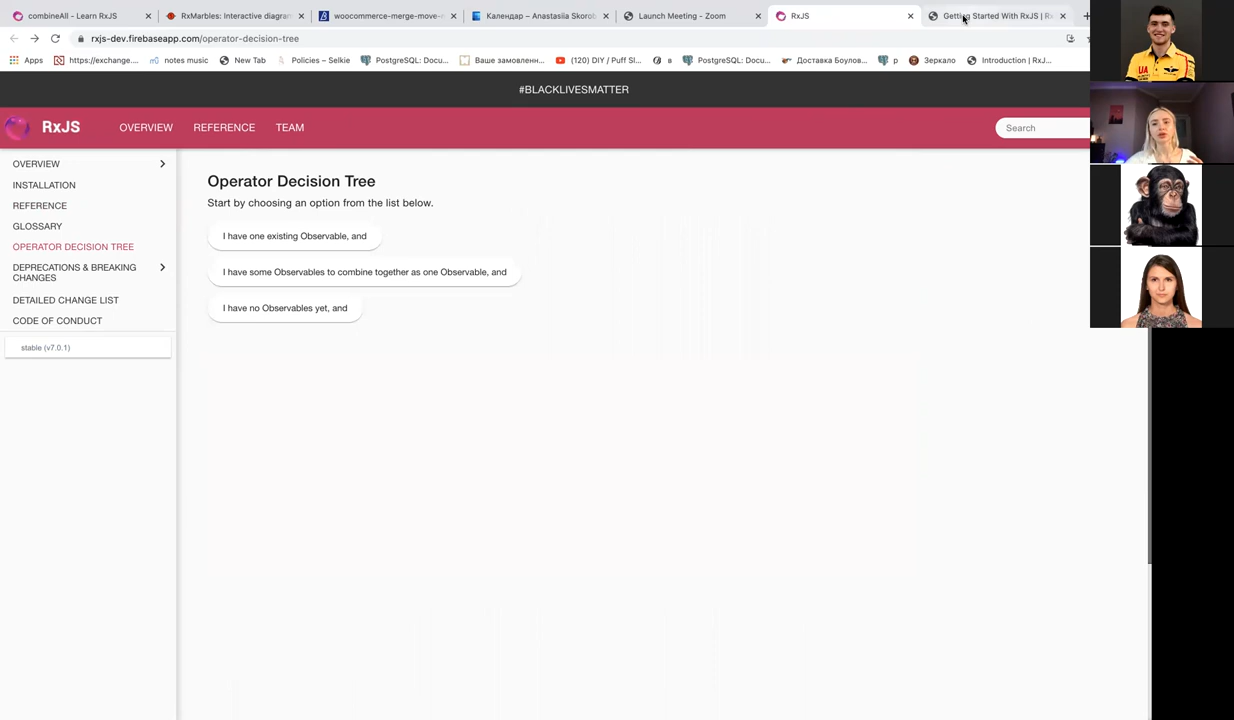 combineAll - Learn RxJS
RxMarbles: Interactive diagram
woocommerce-merge-move-
Календар – Anastasiia Skorob
Launch Meeting - Zoom
RxJS
Getting Started With RxJS | R
rxjs-dev.firebaseapp.com/operator-decision-tree
Apps
https://exchange....
notes music
New Tab
Policies – Selkie
PostgreSQL: Docu...
Ваше замовленн...
(120) DIY / Puff Sl...
в
PostgreSQL: Docu...
Доставка Боулов...
р
Зеркало
Introduction | RxJ...
#BLACKLIVESMATTER
RxJS
OVERVIEW
REFERENCE
TEAM
Search
OVERVIEW
INSTALLATION
REFERENCE
GLOSSARY
OPERATOR DECISION TREE
DEPRECATIONS & BREAKING
CHANGES
DETAILED CHANGE LIST
CODE OF CONDUCT
stable (v7.0.1)
Operator Decision Tree
Start by choosing an option from the list below.
I have one existing Observable, and
I have some Observables to combine together as one Observable, and
I have no Observables yet, and
UA